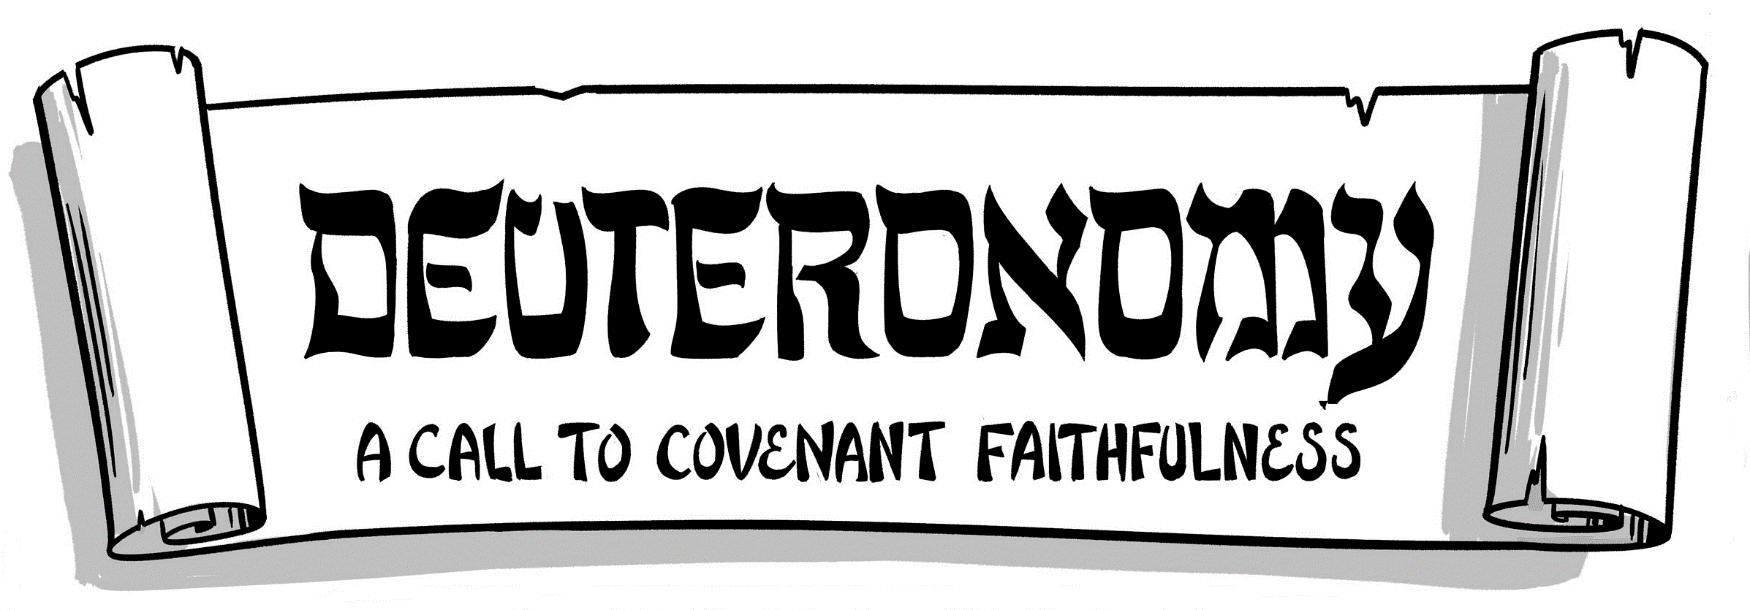 DEUTERONOMY
A CALL TO COVENANT FAITHFULNESS